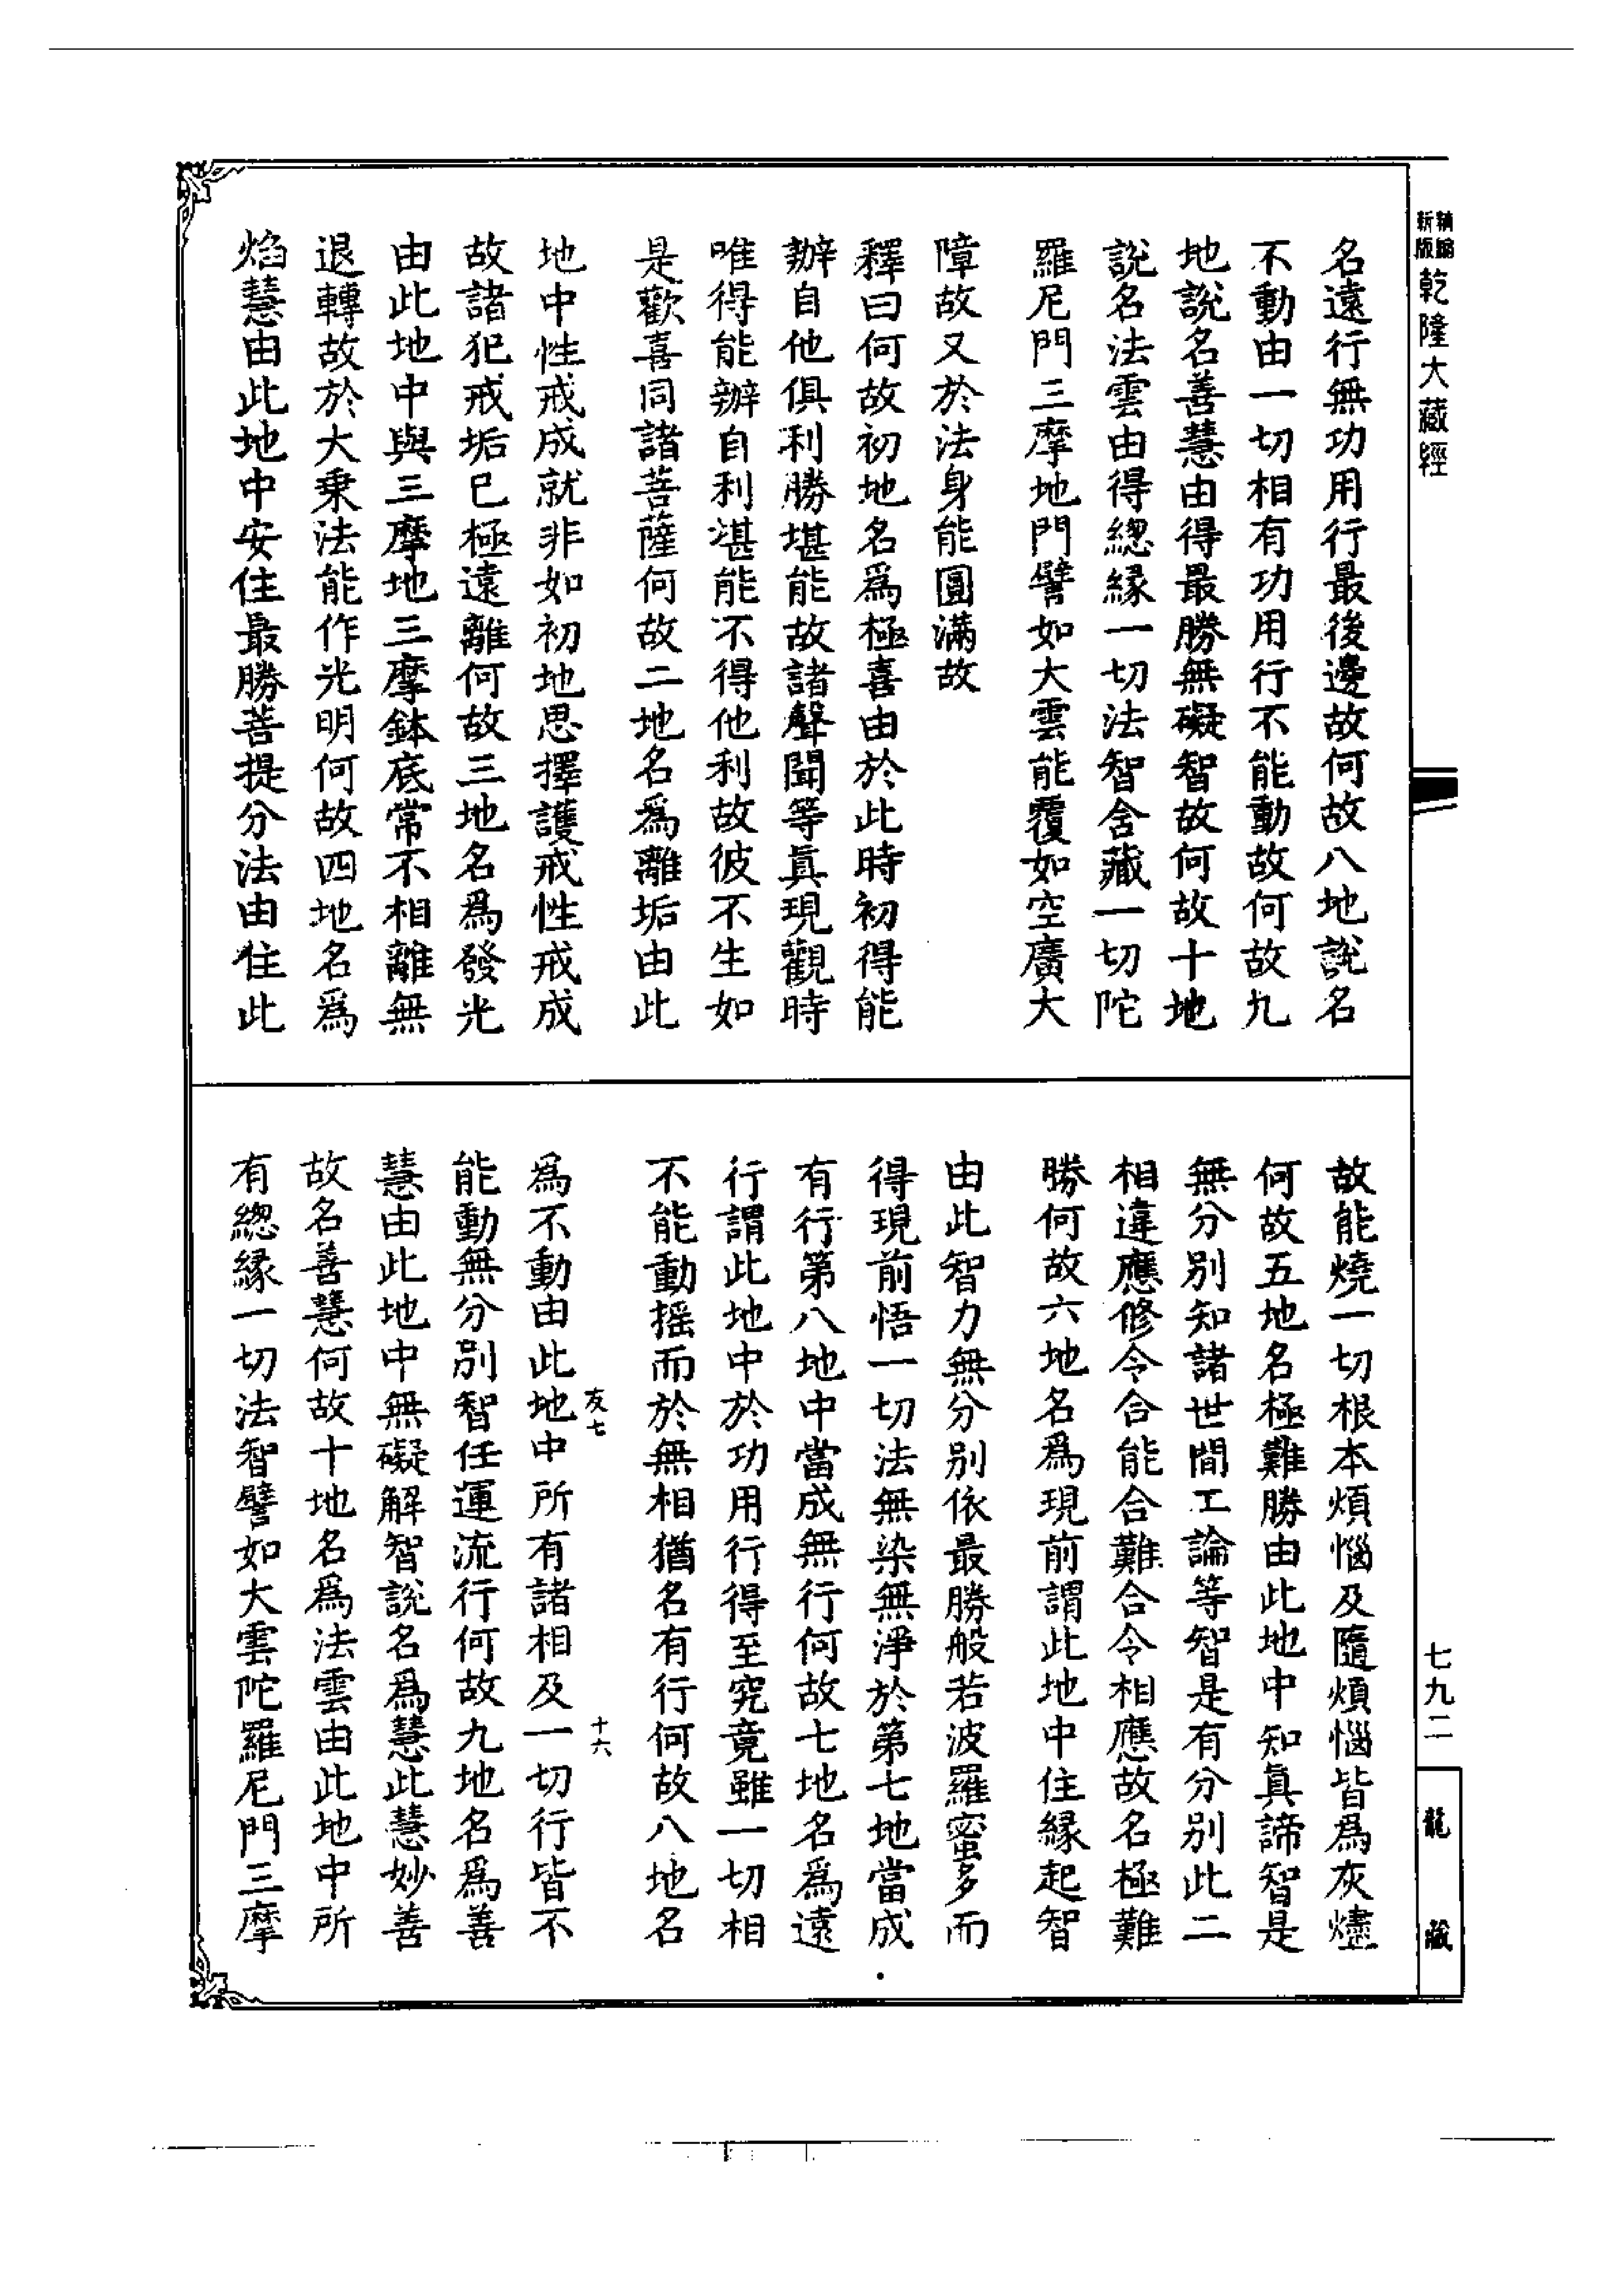 新版精縮乾隆大藏經
名遠行無功用行最後邊故何故八地說名
不動由一切相有功用行不能動故何故九
地說名善慧由得最勝無礙智故何故十地
說名法雲由得總緣一切法智含藏一切陀
羅尼門三摩地門譬如大雲能覆如空廣大
障故又於法身能圓滿故
釋曰何故初地名爲極喜由於此時初得能
辦自他俱利勝堪能故諸聲聞等眞現觀時
唯得能辦自利堪能不得他利故彼不生如
是歡喜同諸菩薩何故二地名爲離垢由此
地中性戒成就非如初地思擇護戒性戒成
故諸犯戒垢已極遠離何故三地名爲發光
由此地中與三摩地三摩鉢底常不相離無
退轉故於大乘法能作光明何故四地名爲
焰慧由此地中安住最勝菩提分法由住此
故能燒一切根本煩惱及隨煩惱皆爲灰燼
何故五地名極難勝由此地中知眞諦智是
無分別知諸世間工論等智是有分別此二
相違應修令合能合難合令相應故名極難
勝何故六地名爲現前謂此地中住緣起智
由此智力無分別依最勝般若波羅蜜多而
得現前悟一切法無染無淨於第七地當成
有行第八地中當成無行何故七地名爲遠
行謂此地中於功用行得至究竟雖一切相
不能動搖而於無相猶名有行何故八地名
友七 十六
爲不動由此地中所有諸相及一切行皆不
能動無分別智任運流行何故九地名爲善
慧由此地中無礙解智說名爲慧此慧妙善
故名善慧何故十地名爲法雲由此地中所
有總緣一切法智譬如大雲陀羅尼門三摩
七九二
龍藏